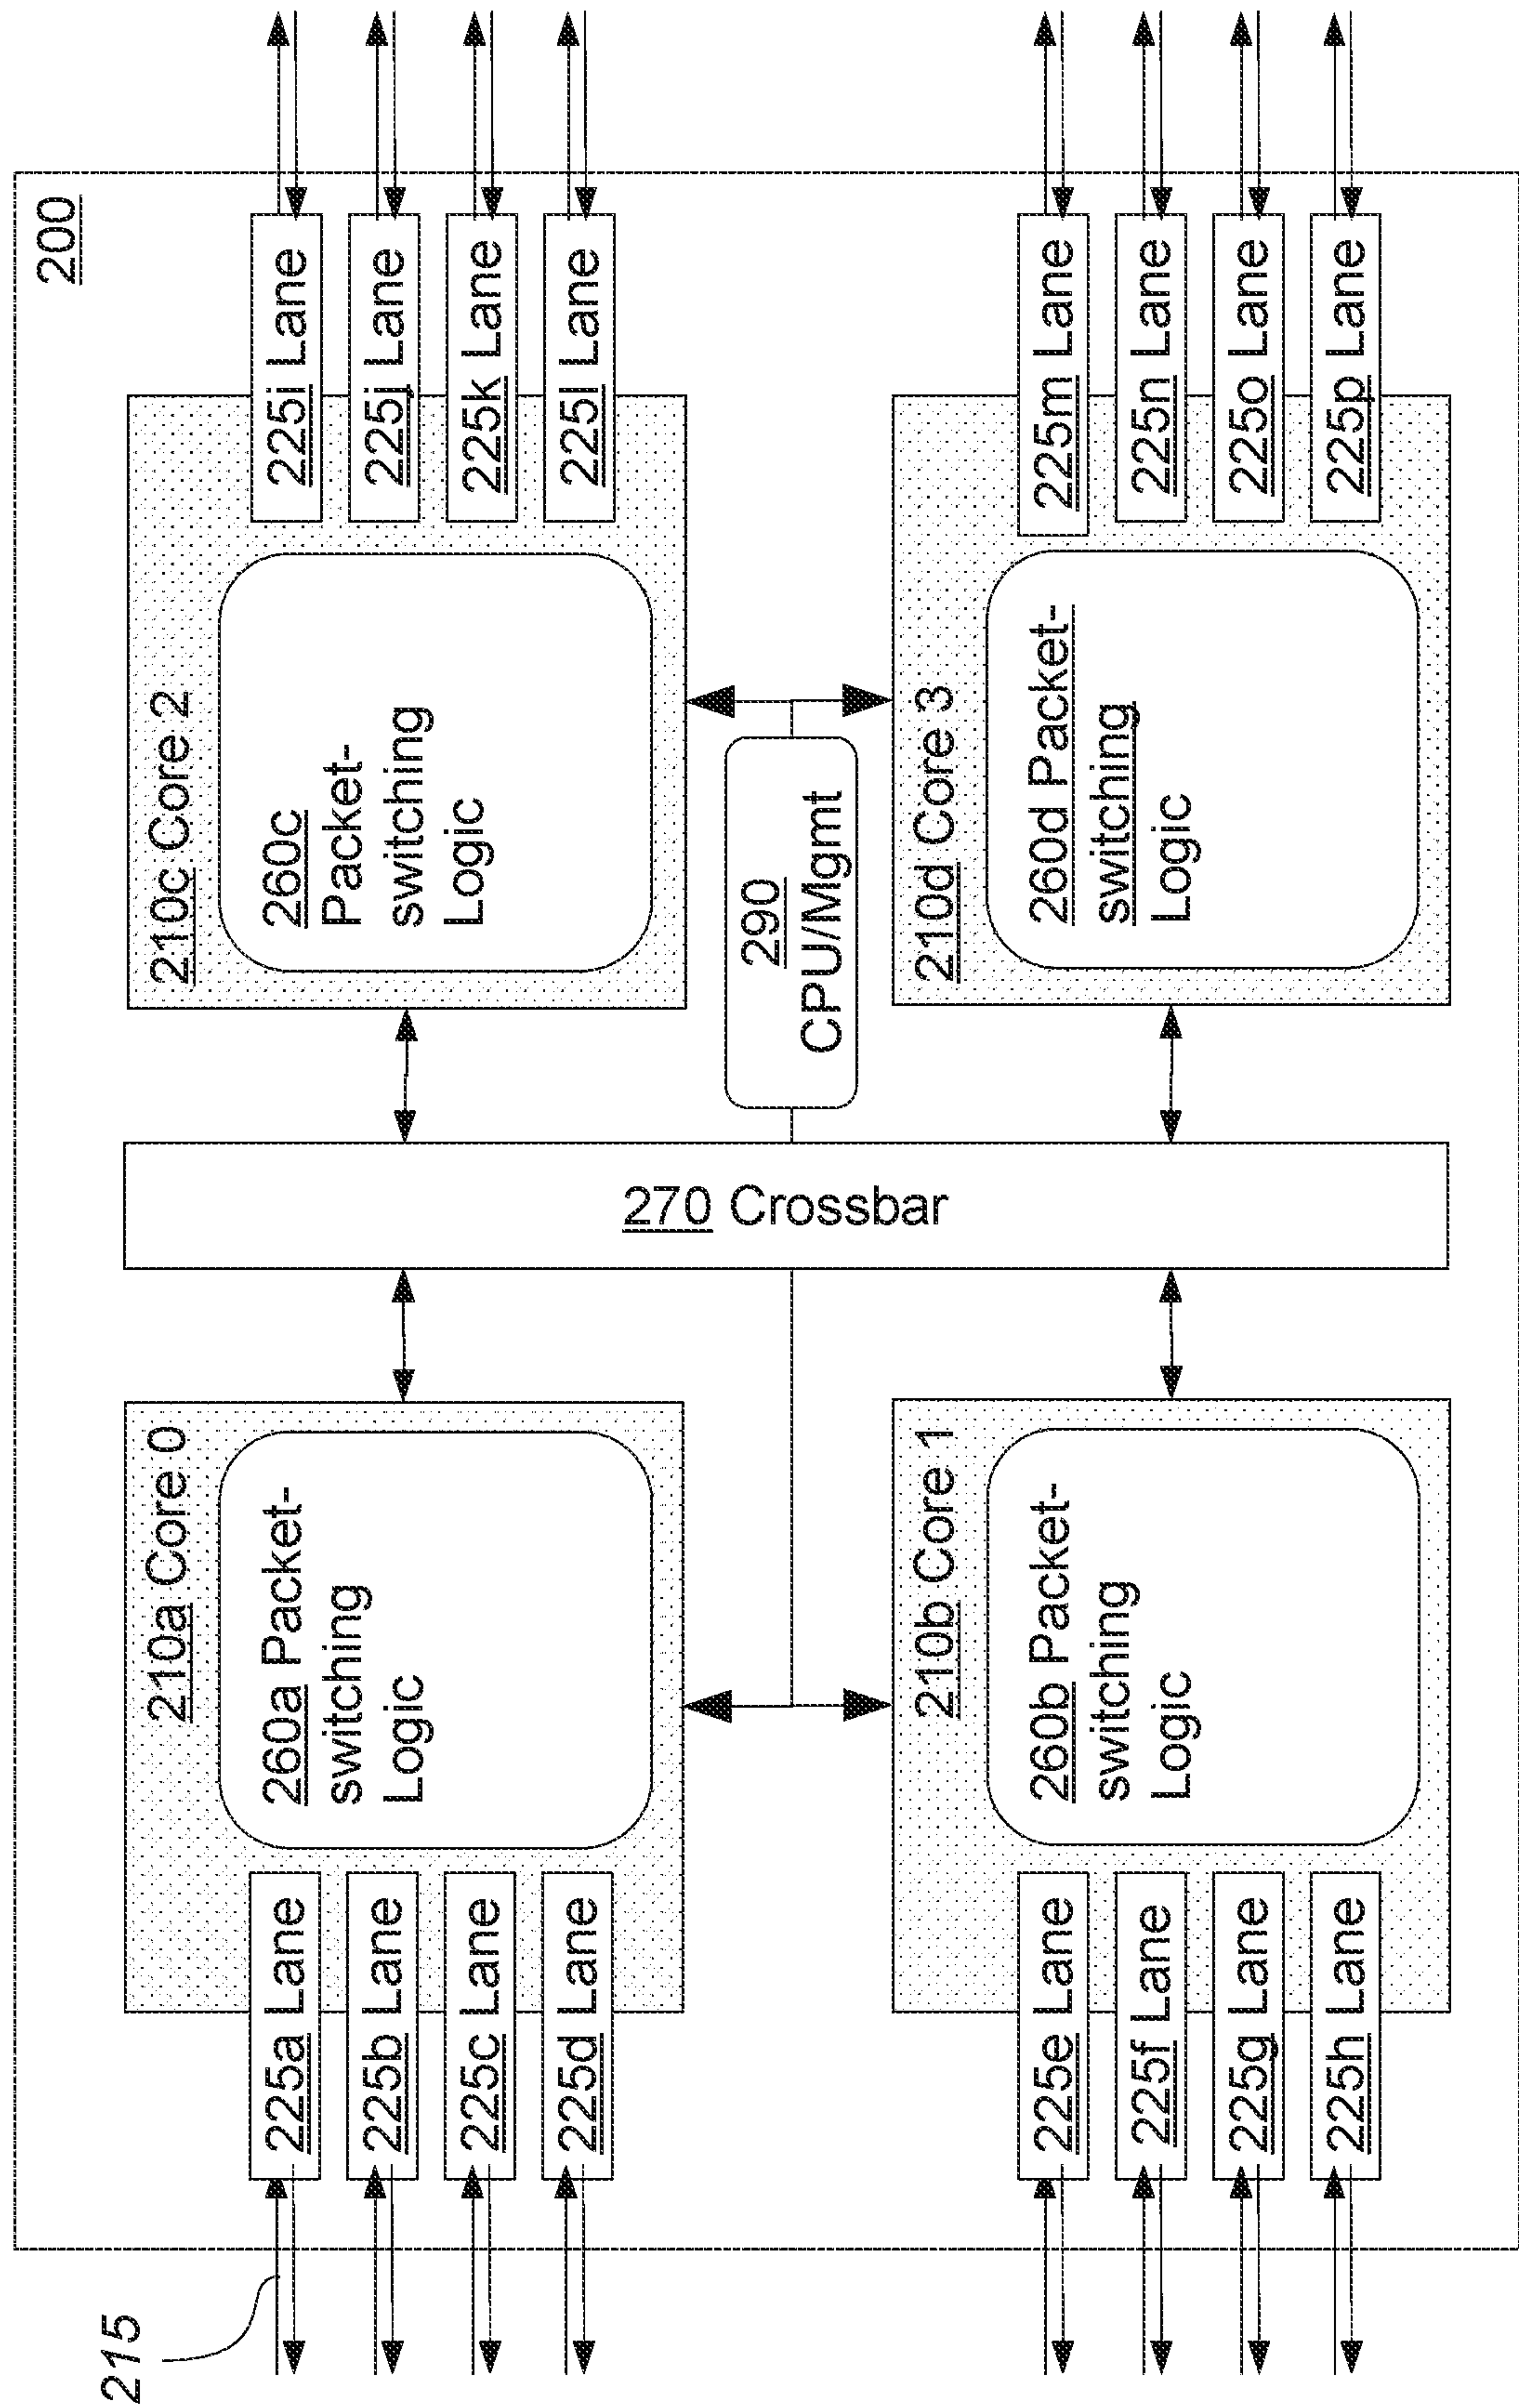 200
210a Core 0
225a Lane
225b Lane
225c Lane
225d Lane
260a Packet-
switching
Logic
215
210c Core 2
260c
Packet-
switching
Logic
225i Lane
225j Lane
225k Lane
225l Lane
270 Crossbar
290
CPU/Mgmt
210b Core 1
225e Lane
225f Lane
225g Lane
225h Lane
260b Packet-
switching
Logic
210d Core 3
260d Packet-
switching
Logic
225m Lane
225n Lane
225o Lane
225p Lane